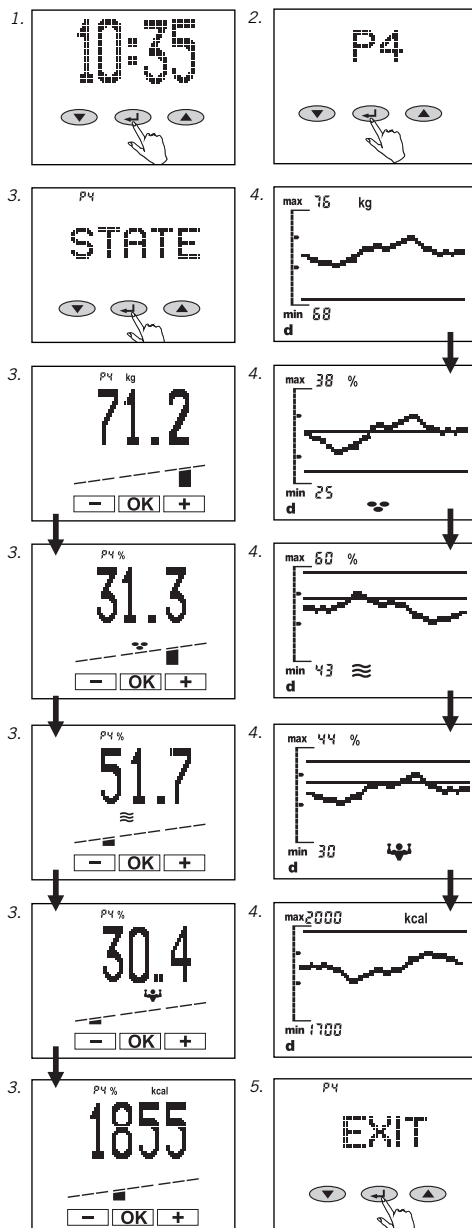 1.
10:35
2.
P4
3.
P4
STATE
4.
max 76 kg
min 68
d
3.
P4 kg
71.2
− OK +
4.
max 38 %
min 25
d
3.
P4 %
31.3
− OK +
4.
max 60 %
min 43
d
3.
P4 %
51.7
− OK +
4.
max 44 %
min 30
d
3.
P4 %
30.4
− OK +
4.
max 2000 kcal
min 1700
d
3.
P4 % kcal
1855
− OK +
5.
P4
EXIT